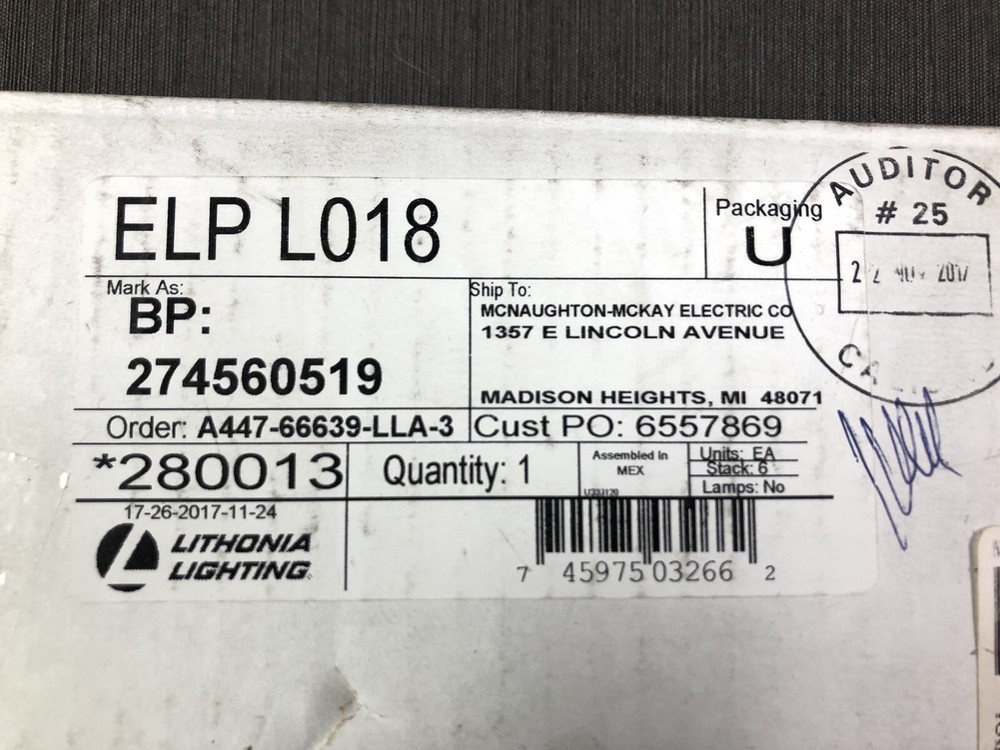 ELP L018
Packaging
U
Mark As:
BP:
274560519
Ship To:
MCNAUGHTON-MCKAY ELECTRIC CO
1357 E LINCOLN AVENUE
MADISON HEIGHTS, MI 48071
Order: A447-66639-LLA-3
Cust PO: 6557869
*280013
Quantity: 1
Assembled in
MEX
Units: EA
Stack: 6
Lamps: No
17-26-2017-11-24
LITHONIA
LIGHTING
7 45975 03266 2
AUDITOR
# 25
2017